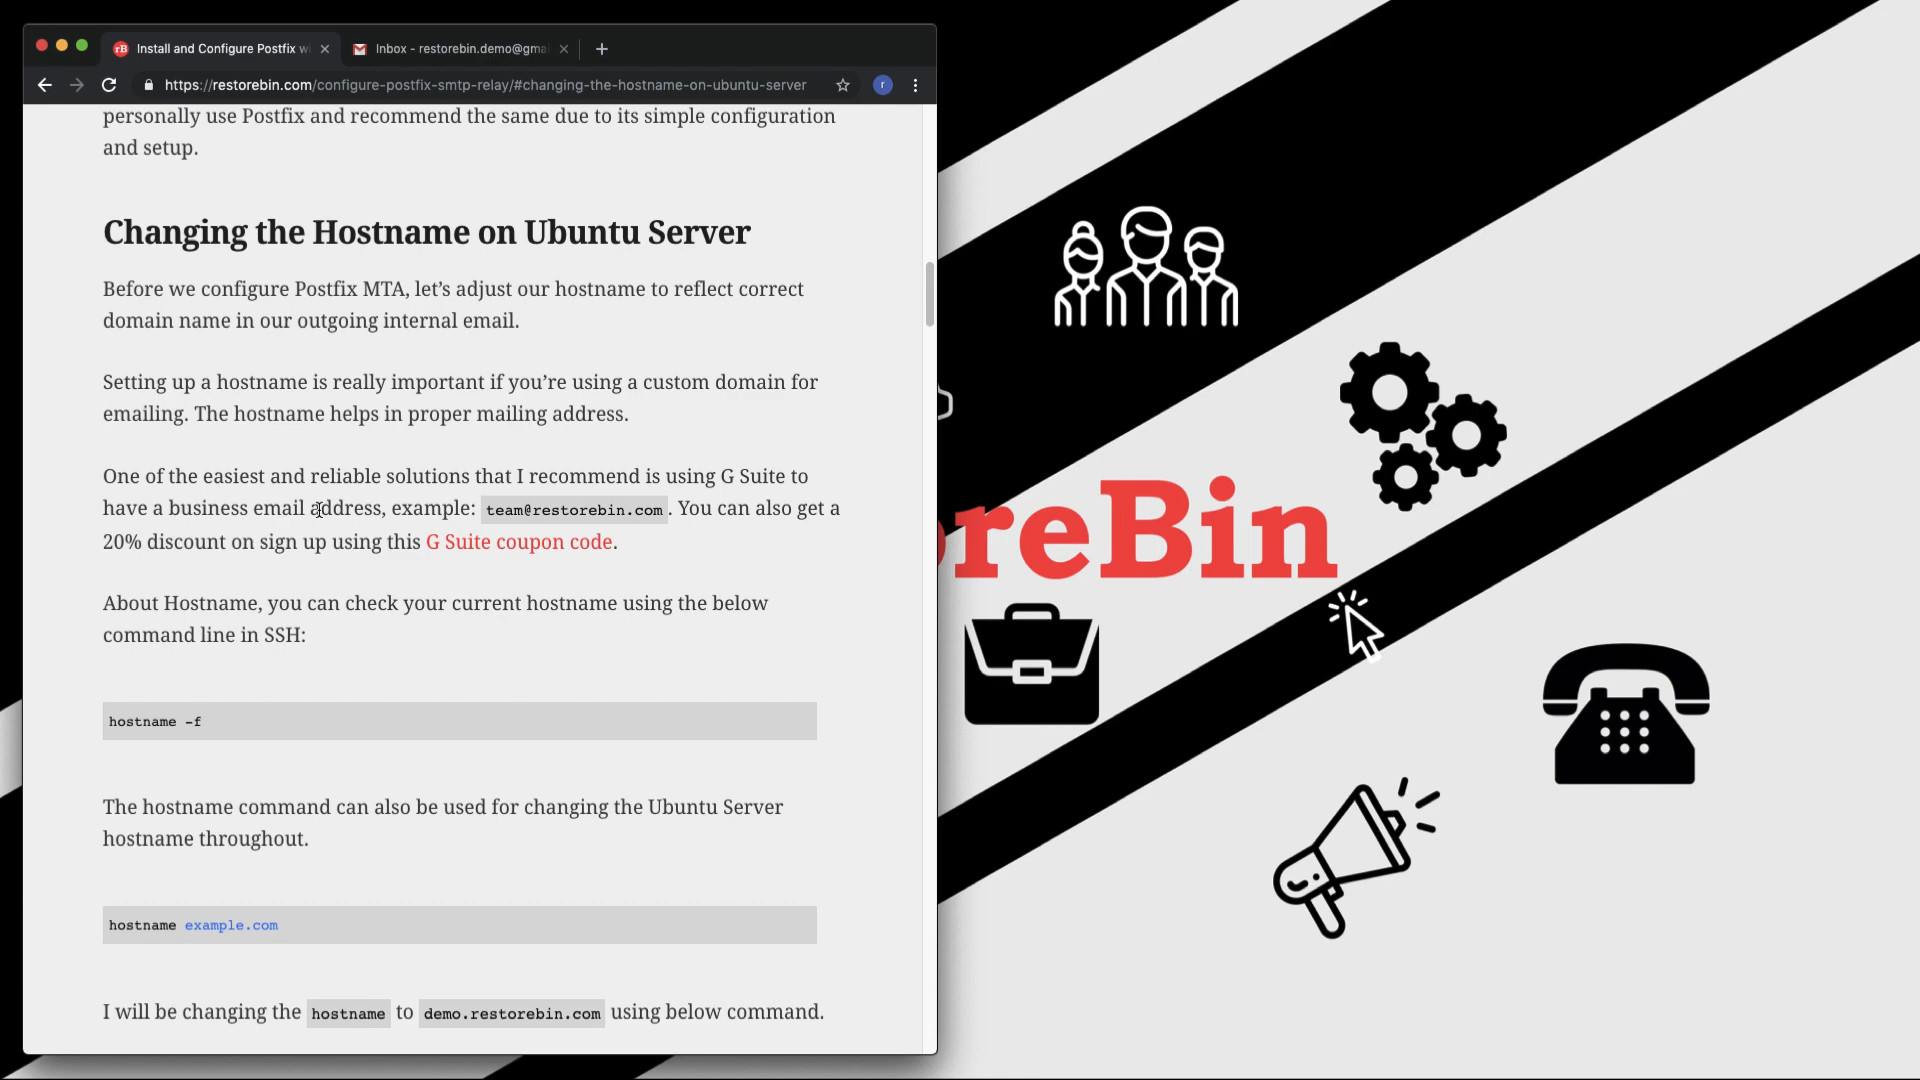 Install and Configure Postfix wi
Inbox - restorebin.demo@gmai
https://restorebin.com/configure-postfix-smtp-relay/#changing-the-hostname-on-ubuntu-server
r
personally use Postfix and recommend the same due to its simple configuration
and setup.
Changing the Hostname on Ubuntu Server
Before we configure Postfix MTA, let’s adjust our hostname to reflect correct
domain name in our outgoing internal email.
Setting up a hostname is really important if you’re using a custom domain for
emailing. The hostname helps in proper mailing address.
One of the easiest and reliable solutions that I recommend is using G Suite to
have a business email address, example: team@restorebin.com. You can also get a
20% discount on sign up using this G Suite coupon code.
About Hostname, you can check your current hostname using the below
command line in SSH:
hostname -f
The hostname command can also be used for changing the Ubuntu Server
hostname throughout.
hostname example.com
I will be changing the hostname to demo.restorebin.com using below command.
oreBin